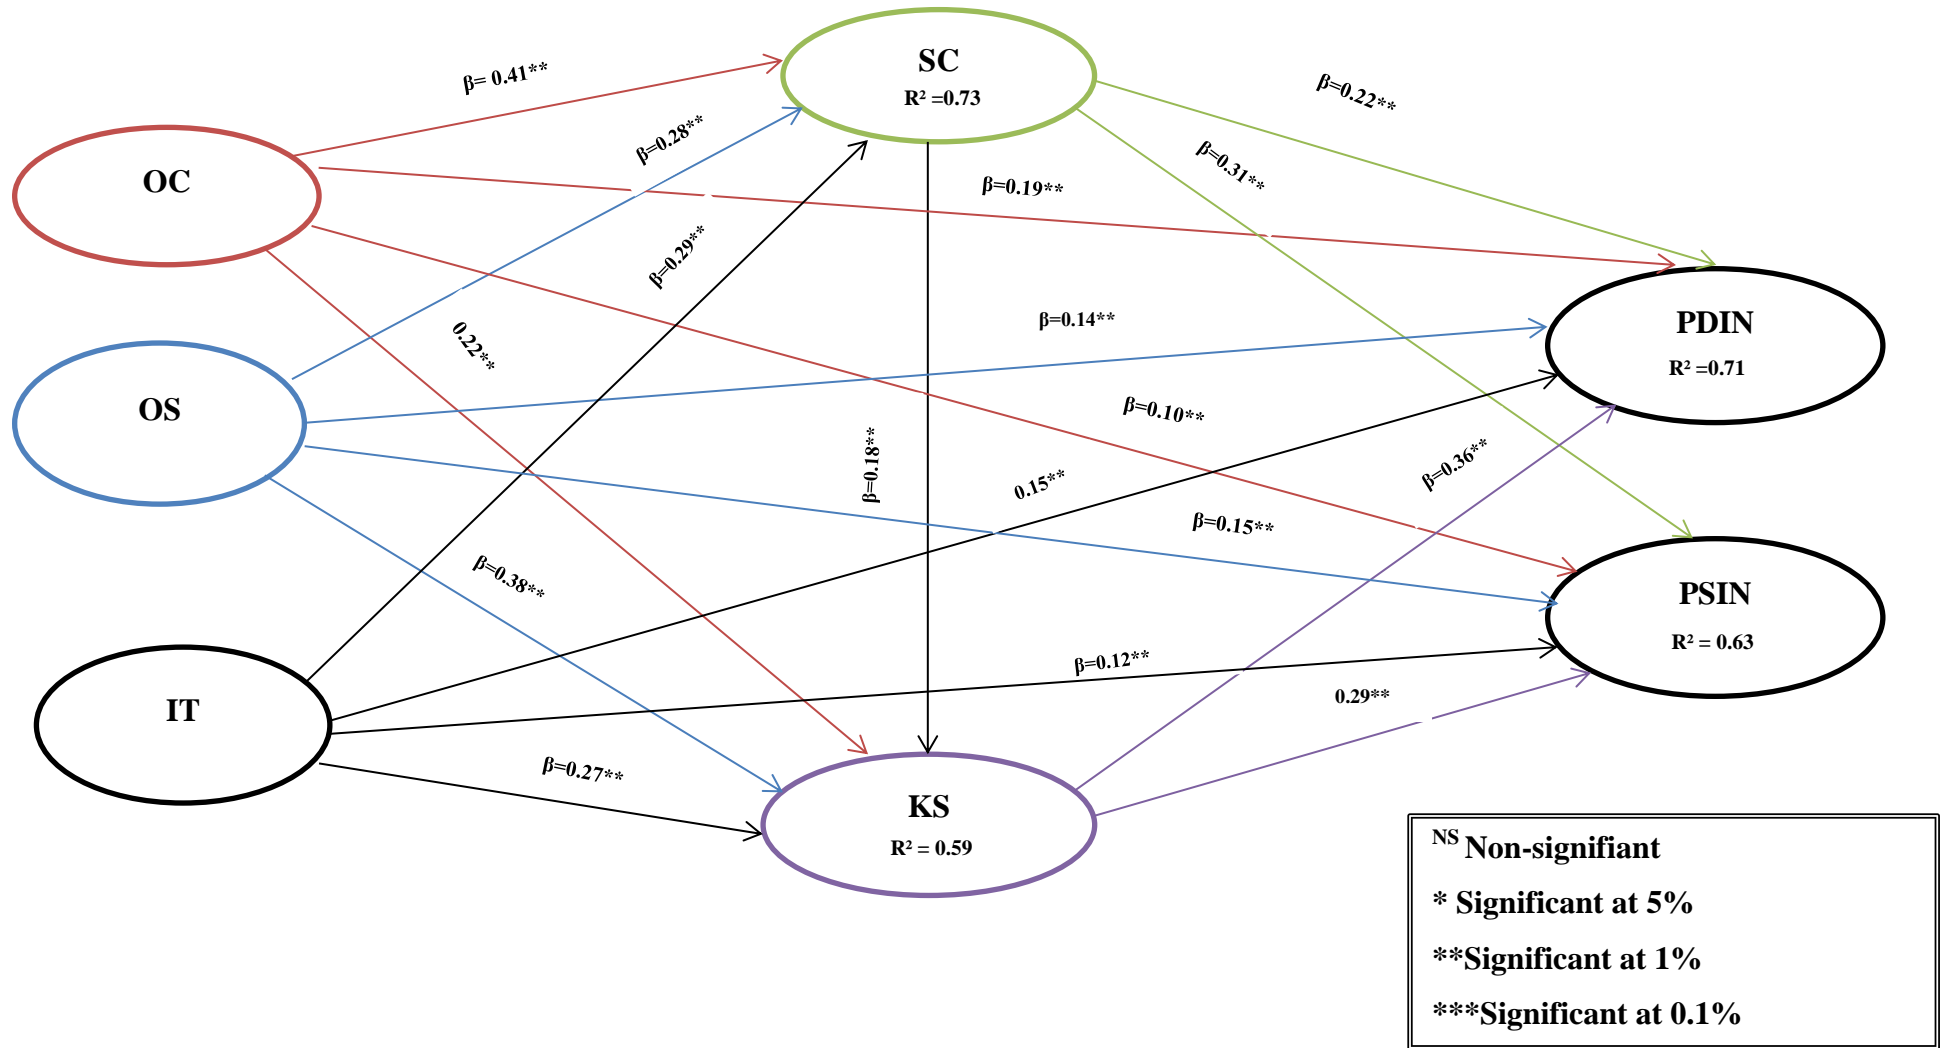 SC
R² =0.73
β= 0.41**
β=0.22**
β=0.28**
β=0.31**
OC
β=0.19**
β=0.29**
0.22**
β=0.14**
PDIN
R² =0.71
OS
β=0.10**
β=0.18**
0.15**
β=0.36**
β=0.15**
β=0.38**
PSIN
R² = 0.63
β=0.12**
IT
0.29**
β=0.27**
KS
R² = 0.59
NS Non-signifiant
* Significant at 5%
**Significant at 1%
***Significant at 0.1%